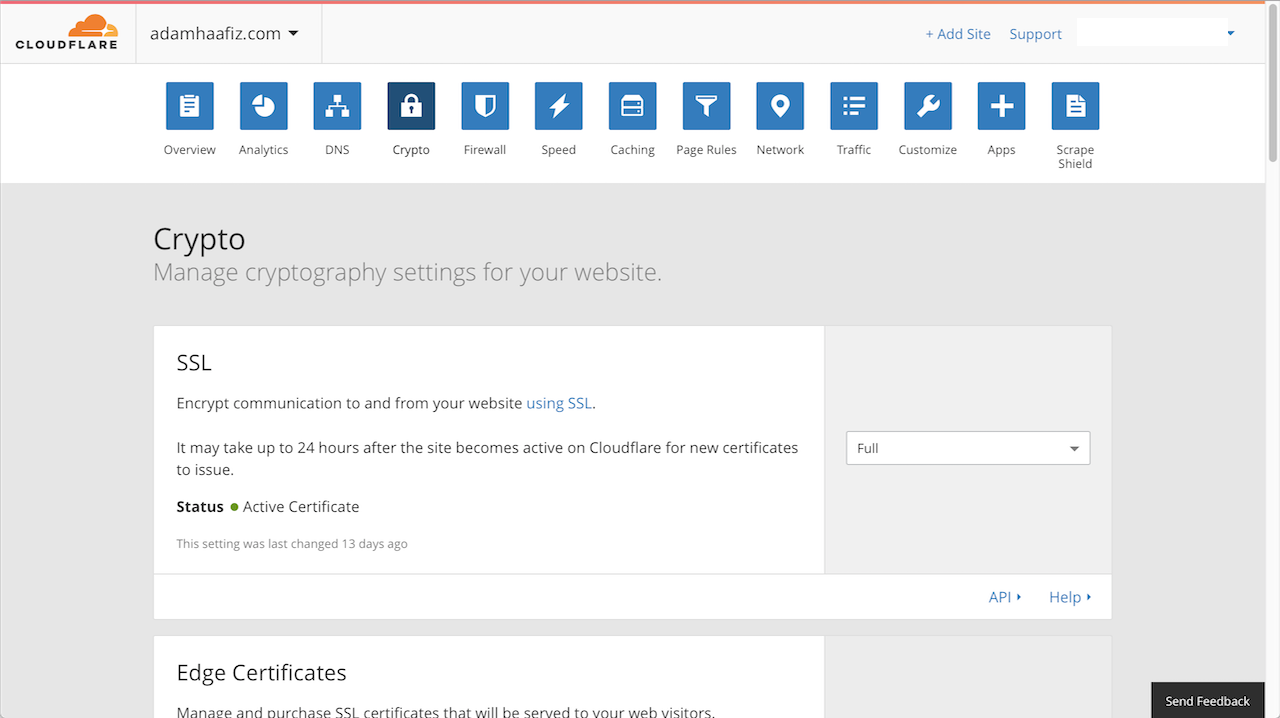 CLOUDFLARE
adamhaafiz.com
+ Add Site
Support
Overview
Analytics
DNS
Crypto
Firewall
Speed
Caching
Page Rules
Network
Traffic
Customize
Apps
Scrape
Shield
Crypto
Manage cryptography settings for your website.
SSL
Encrypt communication to and from your website using SSL.
It may take up to 24 hours after the site becomes active on Cloudflare for new certificates
to issue.
Status Active Certificate
This setting was last changed 13 days ago
Full
API
Help
Edge Certificates
Manage and purchase SSL certificates that will be served to your web visitors.
Send Feedback